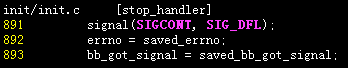 init/init.c     [stop_handler]
891         signal(SIGCONT, SIG_DFL);
892         errno = saved_errno;
893         bb_got_signal = saved_bb_got_signal;